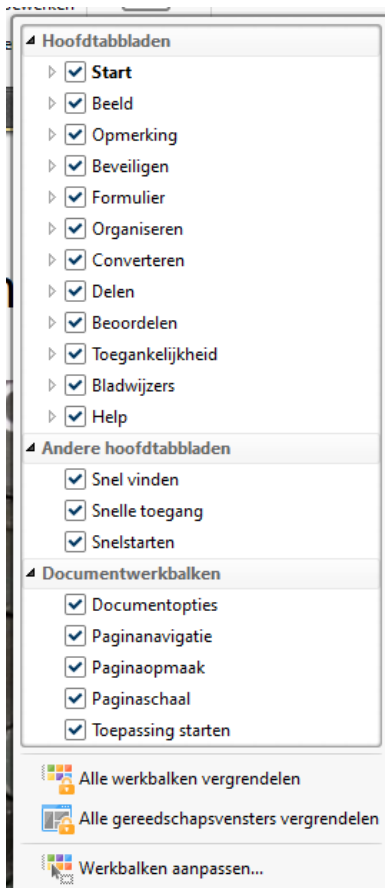 Hoofdtabbladen
Start
Beeld
Opmerking
Beveiligen
Formulier
Organiseren
Converteren
Delen
Beoordelen
Toegankelijkheid
Bladwijzers
Help
Andere hoofdtabbladen
Snel vinden
Snelle toegang
Snelstarten
Documentwerkbalken
Documentopties
Paginanavigatie
Paginaopmaak
Paginaschaal
Toepassing starten
Alle werkbalken vergrendelen
Alle gereedschapsvensters vergrendelen
Werkbalken aanpassen...